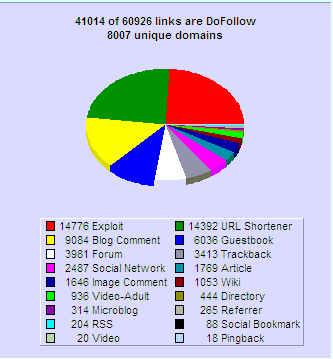 41014 of 60926 links are DoFollow
8007 unique domains
14776 Exploit 14392 URL Shortener
9084 Blog Comment 6036 Guestbook
3981 Forum 3413 Trackback
2487 Social Network 1769 Article
1646 Image Comment 1053 Wiki
936 Video-Adult 444 Directory
314 Microblog 265 Referrer
204 RSS 88 Social Bookmark
20 Video 18 Pingback